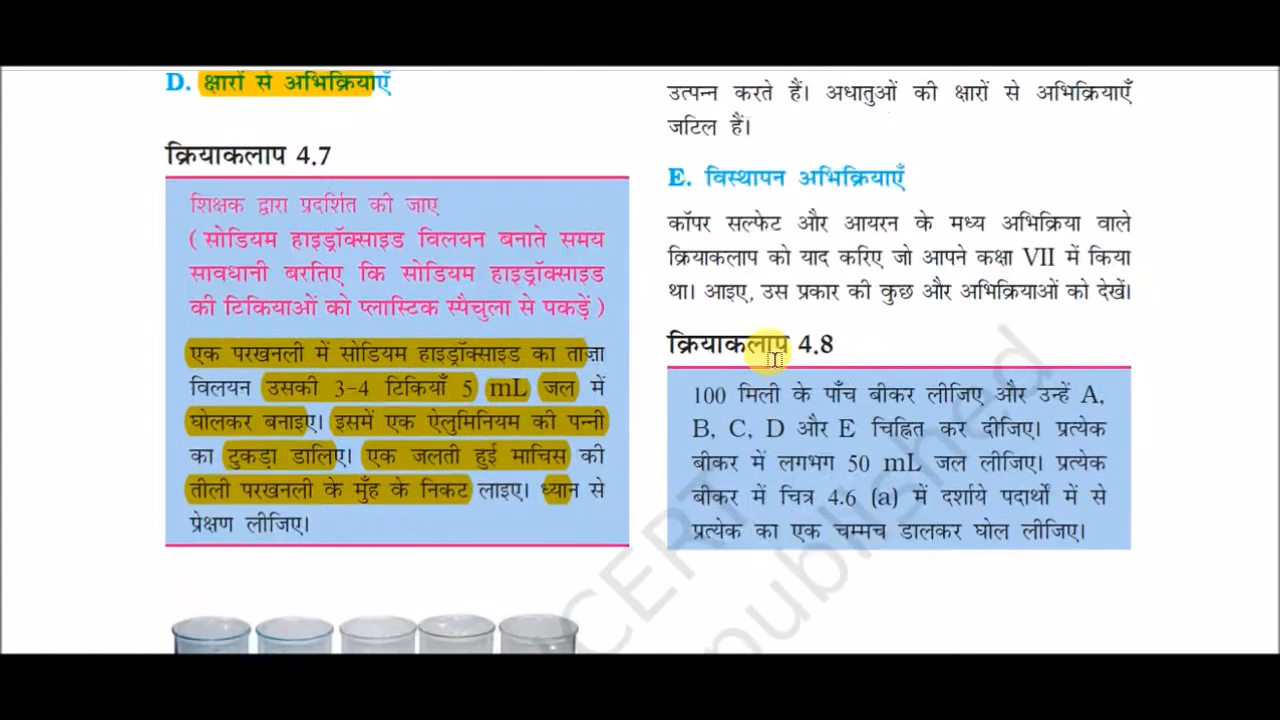 D. क्षारों से अभिक्रियाएँ
क्रियाकलाप 4.7
शिक्षक द्वारा प्रदर्शित की जाए
( सोडियम हाइड्रॉक्साइड विलयन बनाते समय
सावधानी बरतिए कि सोडियम हाइड्रॉक्साइड
की टिकियाओं को प्लास्टिक स्पैचुला से पकड़ें )
एक परखनली में सोडियम हाइड्रॉक्साइड का ताज़ा
विलयन उसकी 3-4 टिकियाँ 5 mL जल में
घोलकर बनाइए। इसमें एक ऐलुमिनियम की पन्नी
का टुकड़ा डालिए। एक जलती हुई माचिस की
तीली परखनली के मुँह के निकट लाइए। ध्यान से
प्रेक्षण लीजिए।
उत्पन्न करते हैं। अधातुओं की क्षारों से अभिक्रियाएँ
जटिल हैं।
E. विस्थापन अभिक्रियाएँ
कॉपर सल्फेट और आयरन के मध्य अभिक्रिया वाले
क्रियाकलाप को याद करिए जो आपने कक्षा VII में किया
था। आइए, उस प्रकार की कुछ और अभिक्रियाओं को देखें।
क्रियाकलाप 4.8
100 मिली के पाँच बीकर लीजिए और उन्हें A,
B, C, D और E चिह्नित कर दीजिए। प्रत्येक
बीकर में लगभग 50 mL जल लीजिए। प्रत्येक
बीकर में चित्र 4.6 (a) में दर्शाये पदार्थों में से
प्रत्येक का एक चम्मच डालकर घोल लीजिए।
CERT
published